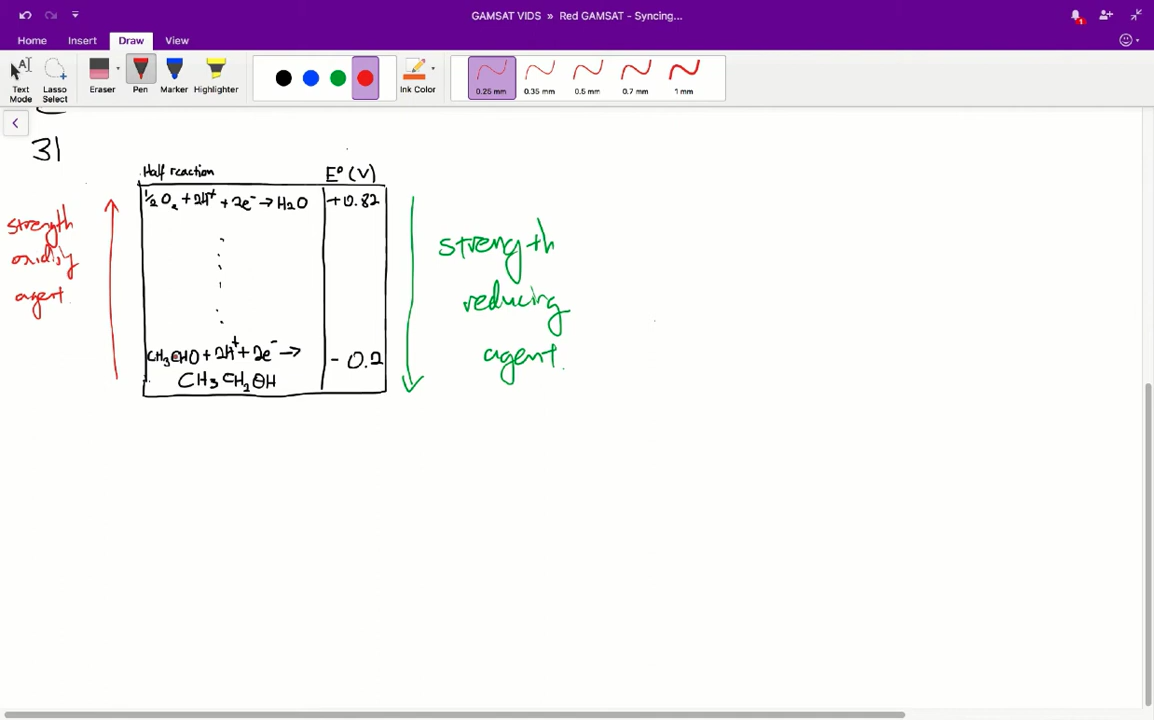 GAMSAT VIDS » Red GAMSAT - Syncing...
1
Home Insert Draw View
Text Mode
Lasso Select
Eraser
Pen
Marker
Highlighter
Ink Color
0.25 mm
0.35 mm
0.5 mm
0.7 mm
1 mm
31
Half reaction E° (V)
½O₂ + 2H⁺ + 2e⁻ → H₂O +0.82
CH₃CHO + 2H⁺ + 2e⁻ → - 0.2
CH₃CH₂OH
strength
oxidisy
agent.
strength
reducing
agent.